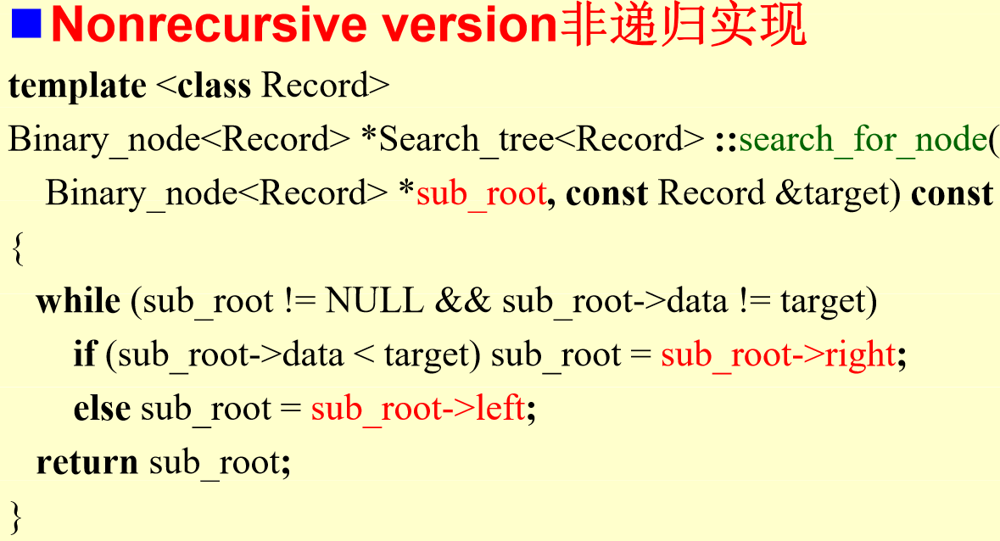 Nonrecursive version非递归实现
template <class Record>
Binary_node<Record> *Search_tree<Record> ::search_for_node(
Binary_node<Record> *sub_root, const Record &target) const
{
while (sub_root != NULL && sub_root->data != target)
if (sub_root->data < target) sub_root = sub_root->right;
else sub_root = sub_root->left;
return sub_root;
}